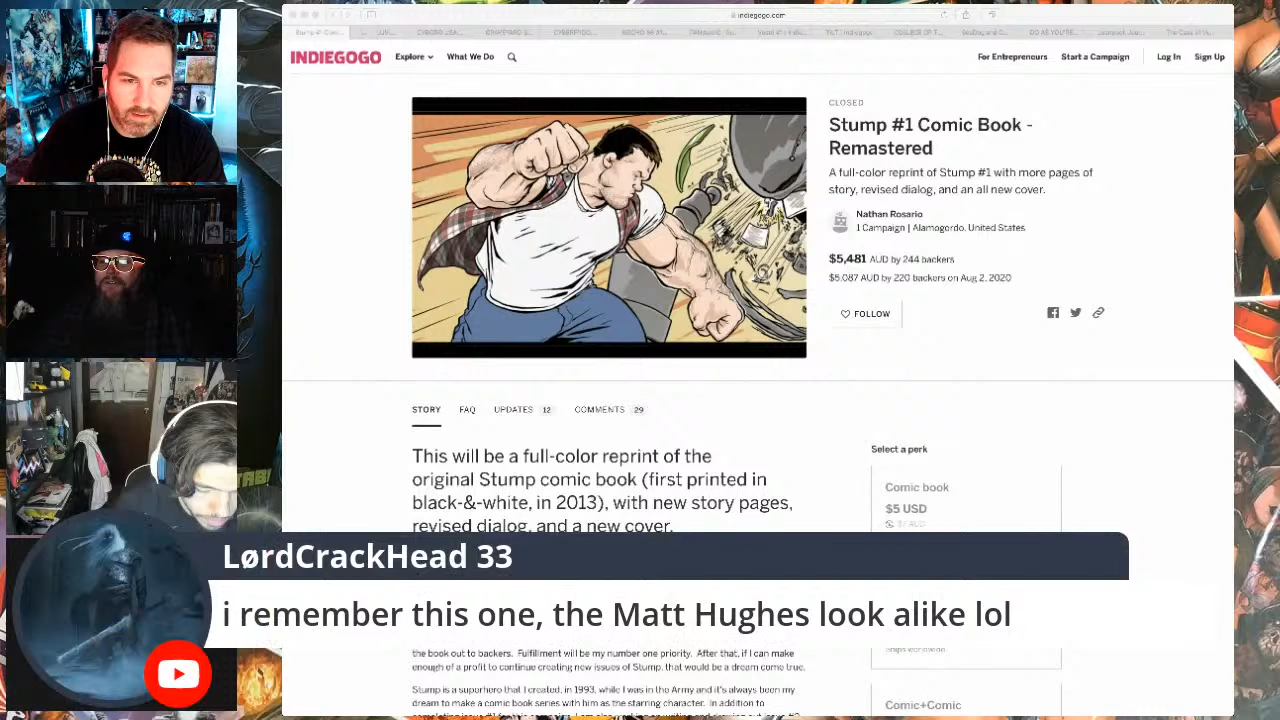 indiegogo.com
INDIEGOGO
Explore
What We Do
For Entrepreneurs
Start a Campaign
Log In
Sign Up
CLOSED
Stump #1 Comic Book -
Remastered
A full-color reprint of Stump #1 with more pages of
story, revised dialog, and an all new cover.
Nathan Rosario
1 Campaign | Alamogordo, United States
$5,481 AUD by 244 backers
$5,087 AUD by 220 backers on Aug 2, 2020
FOLLOW
STORY
FAQ
UPDATES 12
COMMENTS 29
This will be a full-color reprint of the
original Stump comic book (first printed in
black-&-white, in 2013), with new story pages,
revised dialog, and a new cover.
Select a perk
Comic book
$5 USD
LørdCrackHead 33
i remember this one, the Matt Hughes look alike lol
Ships worldwide
the book out to backers. Fulfillment will be my number one priority. After that, if I can make
enough of a profit to continue creating new issues of Stump, that would be a dream come true.
Stump is a superhero that I created, in 1993, while I was in the Army and it's always been my
dream to make a comic book series with him as the starring character. In addition to
Comic+Comic